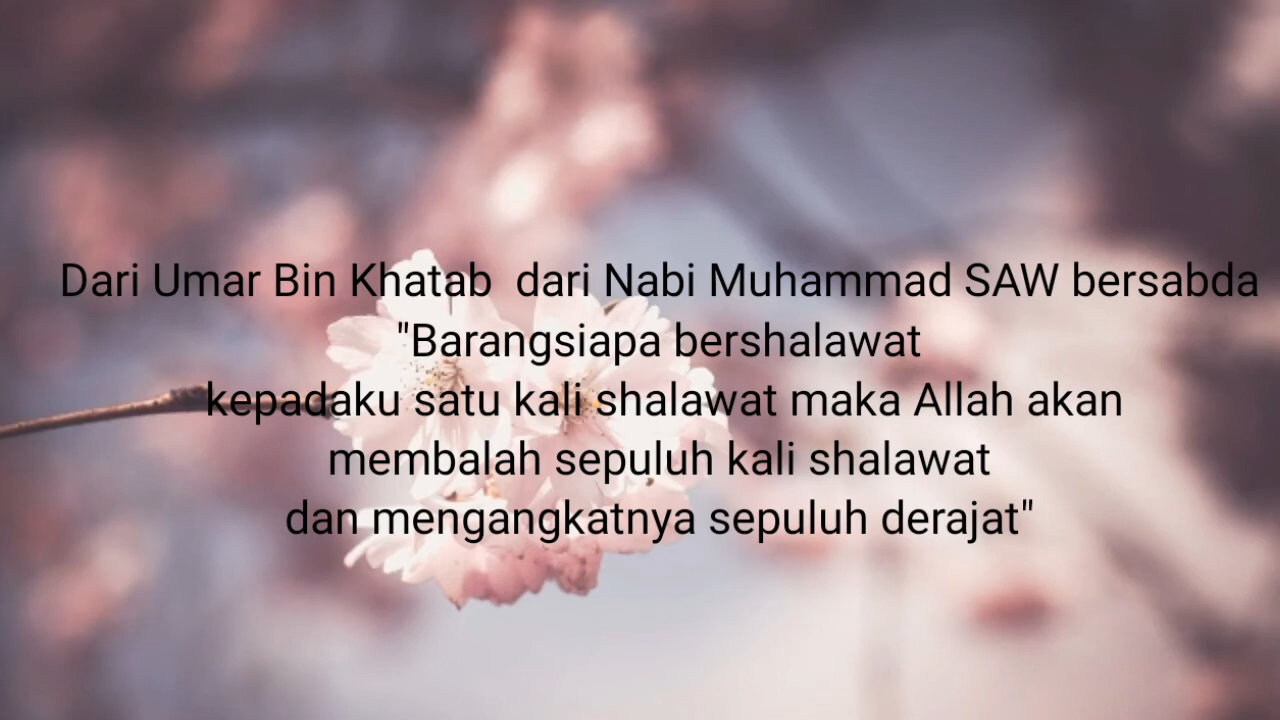 Dari Umar Bin Khatab dari Nabi Muhammad SAW bersabda
"Barangsiapa bershalawat
kepadaku satu kali shalawat maka Allah akan
membalah sepuluh kali shalawat
dan mengangkatnya sepuluh derajat"